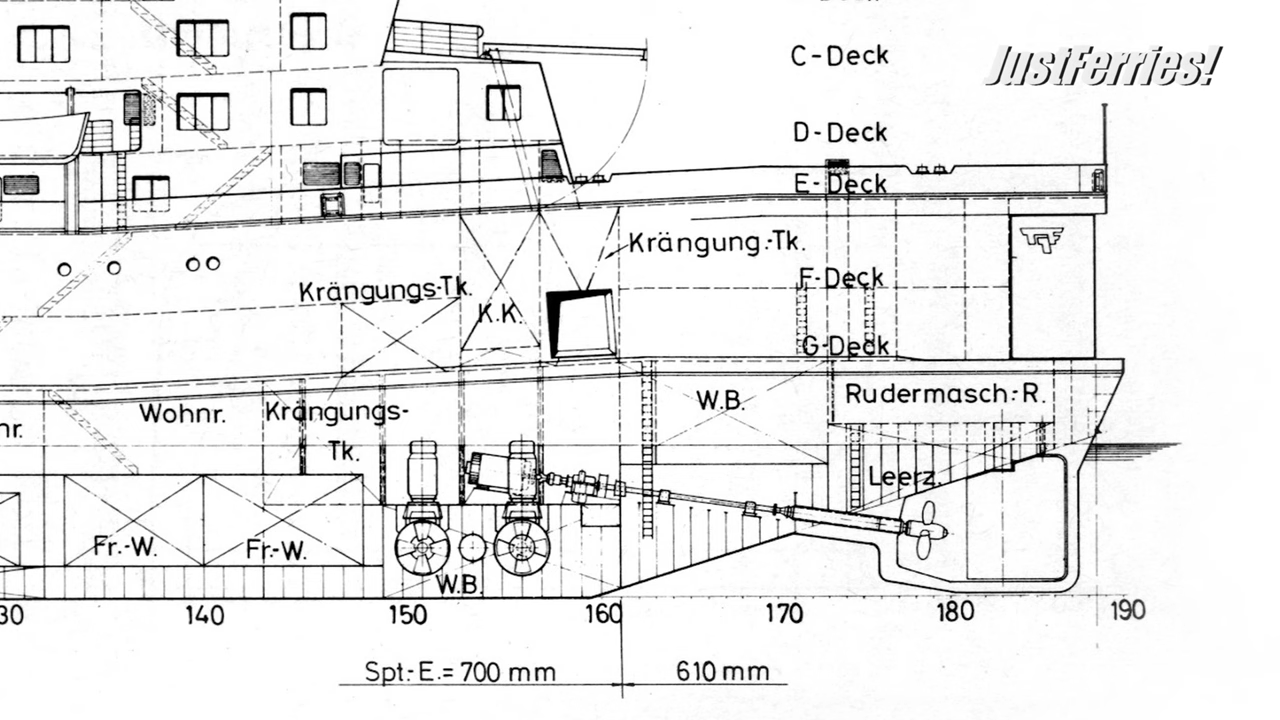 C-Deck
JustFerries!
D-Deck
E-Deck
Krängung.-Tk.
F-Deck
Krängungs-Tk.
K.K.
G-Deck
Wohnr.
Krängungs-
Tk.
W.B.
Rudermasch.-R.
nr.
Leerz.
Fr.-W.
Fr.-W.
W.B.
30
140
150
160
170
180
190
Spt.-E.= 700 mm
610 mm